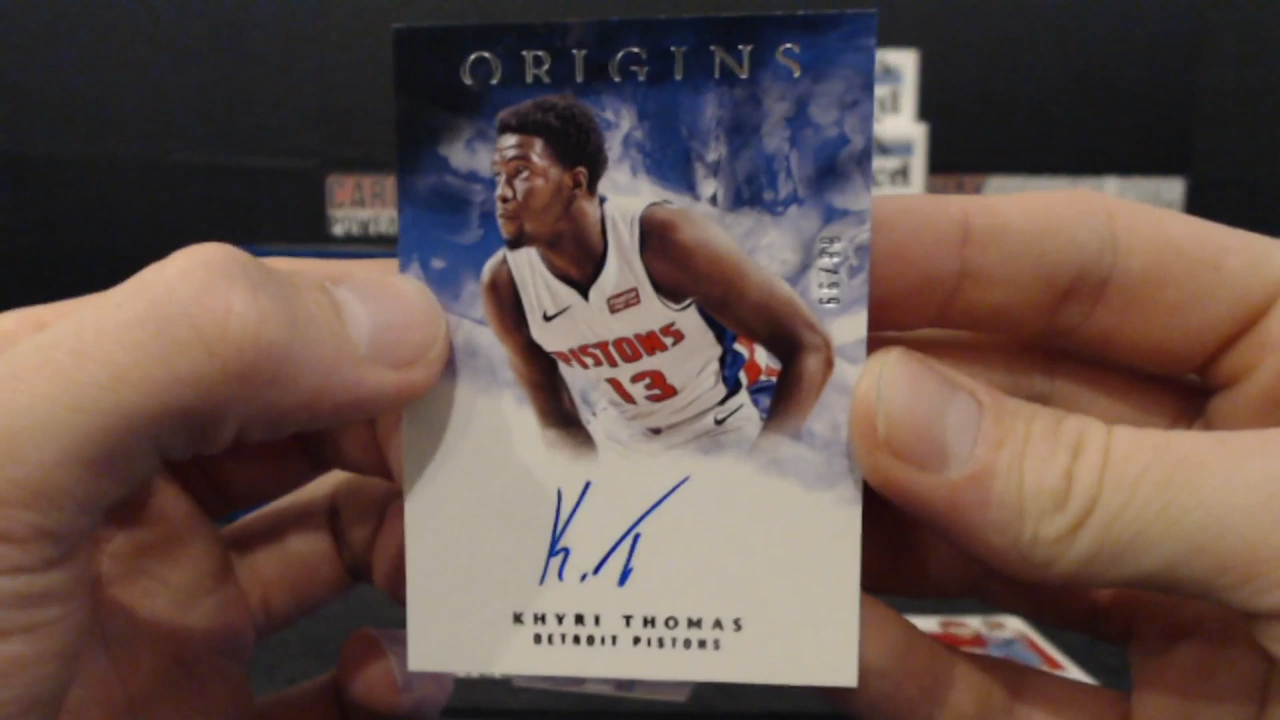 ORIGINS
PISTONS
13
K.T
KHYRI THOMAS
DETROIT PISTONS